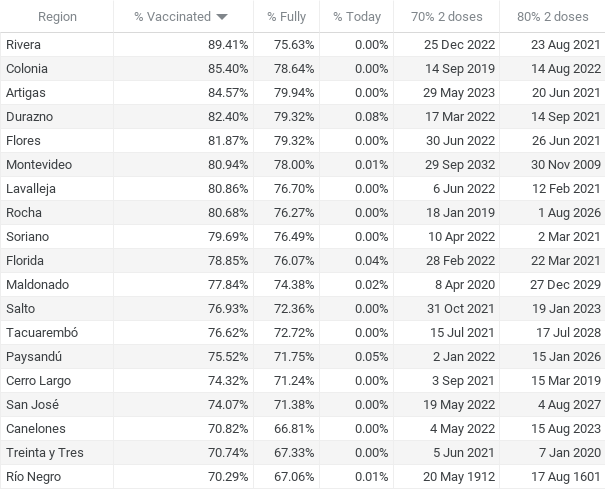 Region % Vaccinated % Fully % Today 70% 2 doses 80% 2 doses
Rivera 89.41% 75.63% 0.00% 25 Dec 2022 23 Aug 2021
Colonia 85.40% 78.64% 0.00% 14 Sep 2019 14 Aug 2022
Artigas 84.57% 79.94% 0.00% 29 May 2023 20 Jun 2021
Durazno 82.40% 79.32% 0.08% 17 Mar 2022 14 Sep 2021
Flores 81.87% 79.32% 0.00% 30 Jun 2022 26 Jun 2021
Montevideo 80.94% 78.00% 0.01% 29 Sep 2032 30 Nov 2009
Lavalleja 80.86% 76.70% 0.00% 6 Jun 2022 12 Feb 2021
Rocha 80.68% 76.27% 0.00% 18 Jan 2019 1 Aug 2026
Soriano 79.69% 76.49% 0.00% 10 Apr 2022 2 Mar 2021
Florida 78.85% 76.07% 0.04% 28 Feb 2022 22 Mar 2021
Maldonado 77.84% 74.38% 0.02% 8 Apr 2020 27 Dec 2029
Salto 76.93% 72.36% 0.00% 31 Oct 2021 19 Jan 2023
Tacuarembó 76.62% 72.72% 0.00% 15 Jul 2021 17 Jul 2028
Paysandú 75.52% 71.75% 0.05% 2 Jan 2022 15 Jan 2026
Cerro Largo 74.32% 71.24% 0.00% 3 Sep 2021 15 Mar 2019
San José 74.07% 71.38% 0.00% 19 May 2022 4 Aug 2027
Canelones 70.82% 66.81% 0.00% 4 May 2022 15 Aug 2023
Treinta y Tres 70.74% 67.33% 0.00% 5 Jun 2021 7 Jan 2020
Río Negro 70.29% 67.06% 0.01% 20 May 1912 17 Aug 1601